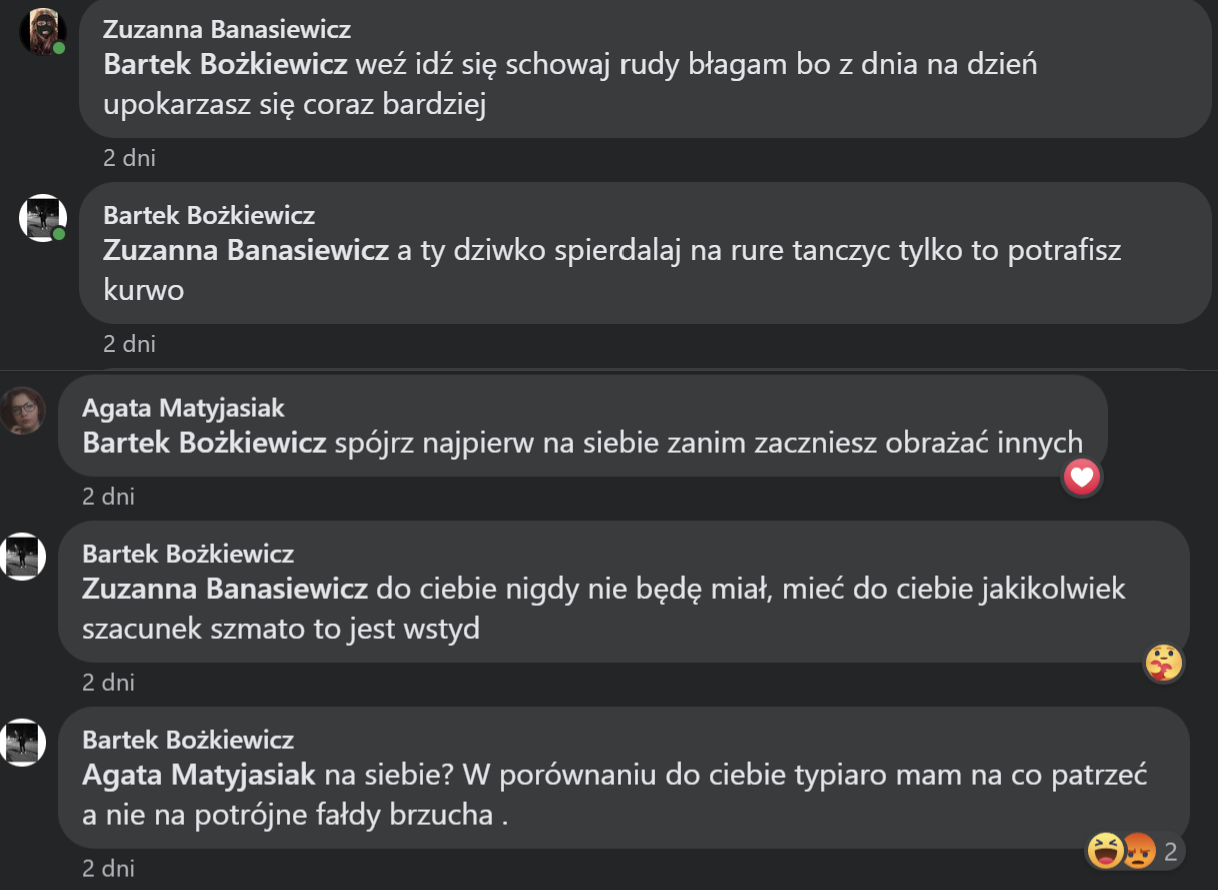 Zuzanna Banasiewicz
Bartek Bożkiewicz weź idź się schowaj rudy błagam bo z dnia na dzień
upokarzasz się coraz bardziej
2 dni
Bartek Bożkiewicz
Zuzanna Banasiewicz a ty dziwko spierdalaj na rure tanczyc tylko to potrafisz
kurwo
2 dni
Agata Matyjasiak
Bartek Bożkiewicz spójrz najpierw na siebie zanim zaczniesz obrażać innych
2 dni
Bartek Bożkiewicz
Zuzanna Banasiewicz do ciebie nigdy nie będę miał, mieć do ciebie jakikolwiek
szacunek szmato to jest wstyd
2 dni
Bartek Bożkiewicz
Agata Matyjasiak na siebie? W porównaniu do ciebie typiaro mam na co patrzeć
a nie na potrójne fałdy brzucha .
2
2 dni